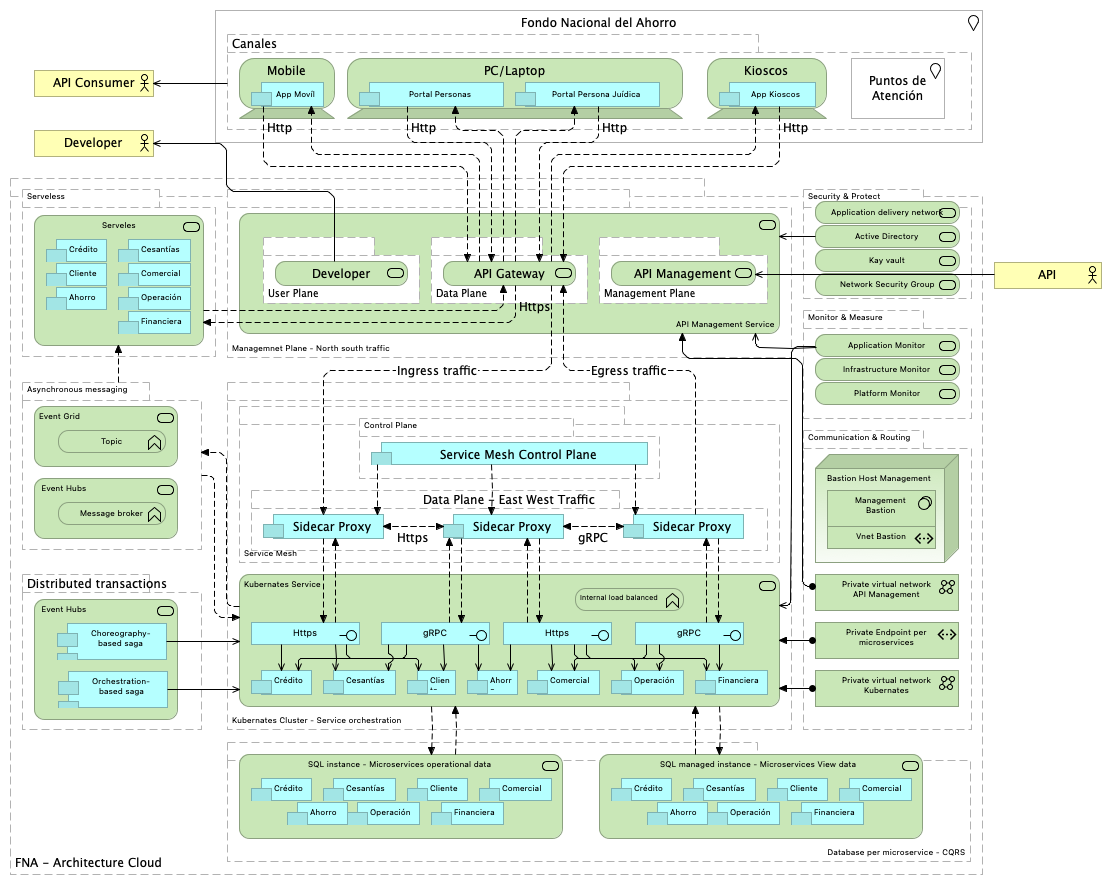 Fondo Nacional del Ahorro
Canales
Mobile
App Movíl
PC/Laptop
Portal Personas
Portal Persona Juŕidica
Kioscos
App Kioscos
Puntos de
Atención
API Consumer
Developer
Http
Http
Http
Http
Serveless
Serveles
Crédito
Cesantías
Cliente
Comercial
Ahorro
Operación
Financiera
Developer
User Plane
API Gateway
Data Plane
Https
API Management
Management Plane
API Management Service
Managmnet Plane - North south traffic
Security & Protect
Application delivery network
Active Directory
Kay vault
Network Security Group
API
Monitor & Measure
Application Monitor
Infrastructure Monitor
Platform Monitor
Ingress traffic
Egress traffic
Asynchronous messaging
Event Grid
Topic
Event Hubs
Message broker
Control Plane
Service Mesh Control Plane
Data Plane - East West Traffic
Sidecar Proxy
Https
Sidecar Proxy
gRPC
Sidecar Proxy
Service Mesh
Communication & Routing
Bastion Host Management
Management
Bastion
Vnet Bastion
Private virtual network
API Management
Private Endpoint per
microservices
Private virtual network
Kubernetes
Distributed transactions
Event Hubs
Choreography-
based saga
Orchestration-
based saga
Kubernetes Service
Internal load balanced
Https
gRPC
Https
gRPC
Crédito
Cesantías
Clien
Ahorr
Comercial
Operación
Financiera
Kubernates Cluster - Service orchestration
SQL instance - Microservices operational data
Crédito
Cesantías
Cliente
Comercial
Ahorro
Operación
Financiera
SQL managed instance - Microservices View data
Crédito
Cesantías
Cliente
Comercial
Ahorro
Operación
Financiera
Database per microservice - CQRS
FNA - Architecture Cloud